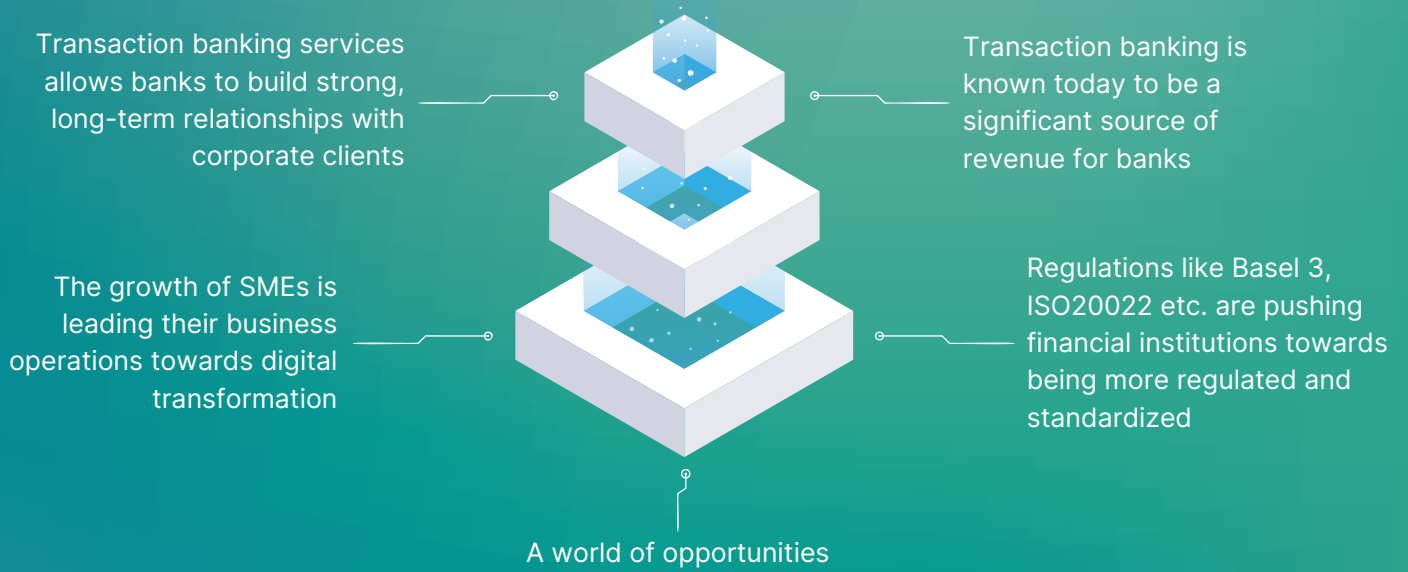 Transaction banking services
allows banks to build strong,
long-term relationships with
corporate clients
Transaction banking is
known today to be a
significant source of
revenue for banks
The growth of SMEs is
leading their business
operations towards digital
transformation
Regulations like Basel 3,
ISO20022 etc. are pushing
financial institutions towards
being more regulated and
standardized
A world of opportunities